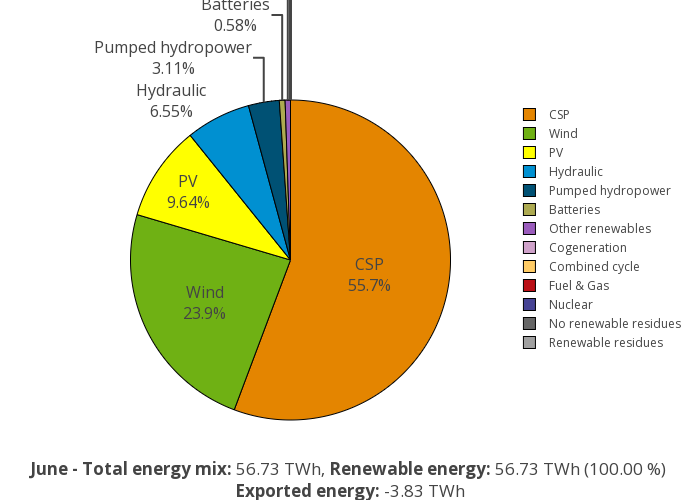 Batteries
0.58%
Pumped hydropower
3.11%
Hydraulic
6.55%
PV
9.64%
CSP
55.7%
Wind
23.9%
CSP
Wind
PV
Hydraulic
Pumped hydropower
Batteries
Other renewables
Cogeneration
Combined cycle
Fuel & Gas
Nuclear
No renewable residues
Renewable residues
June - Total energy mix: 56.73 TWh, Renewable energy: 56.73 TWh (100.00 %)
Exported energy: -3.83 TWh